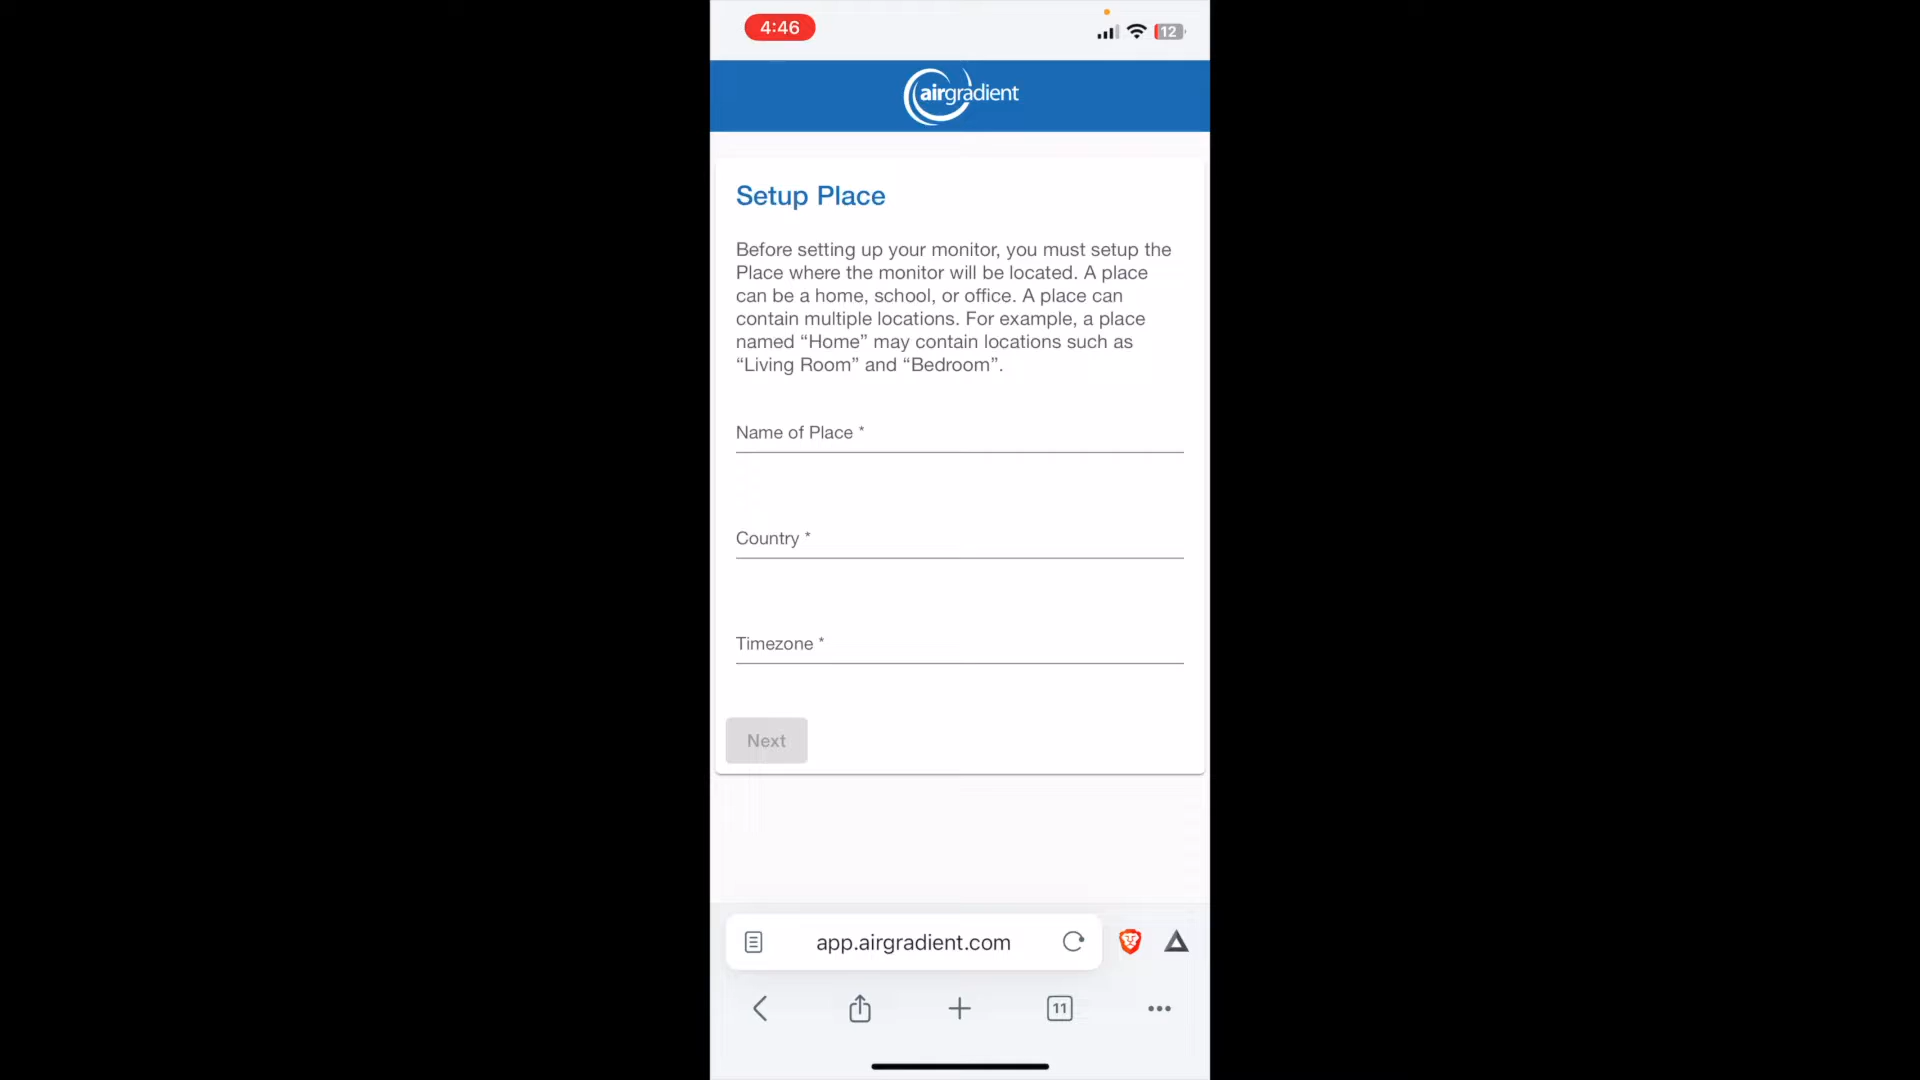 4:46
12
airgradient
Setup Place
Before setting up your monitor, you must setup the
Place where the monitor will be located. A place
can be a home, school, or office. A place can
contain multiple locations. For example, a place
named “Home” may contain locations such as
“Living Room” and “Bedroom”.
Name of Place *
Country *
Timezone *
Next
app.airgradient.com
11